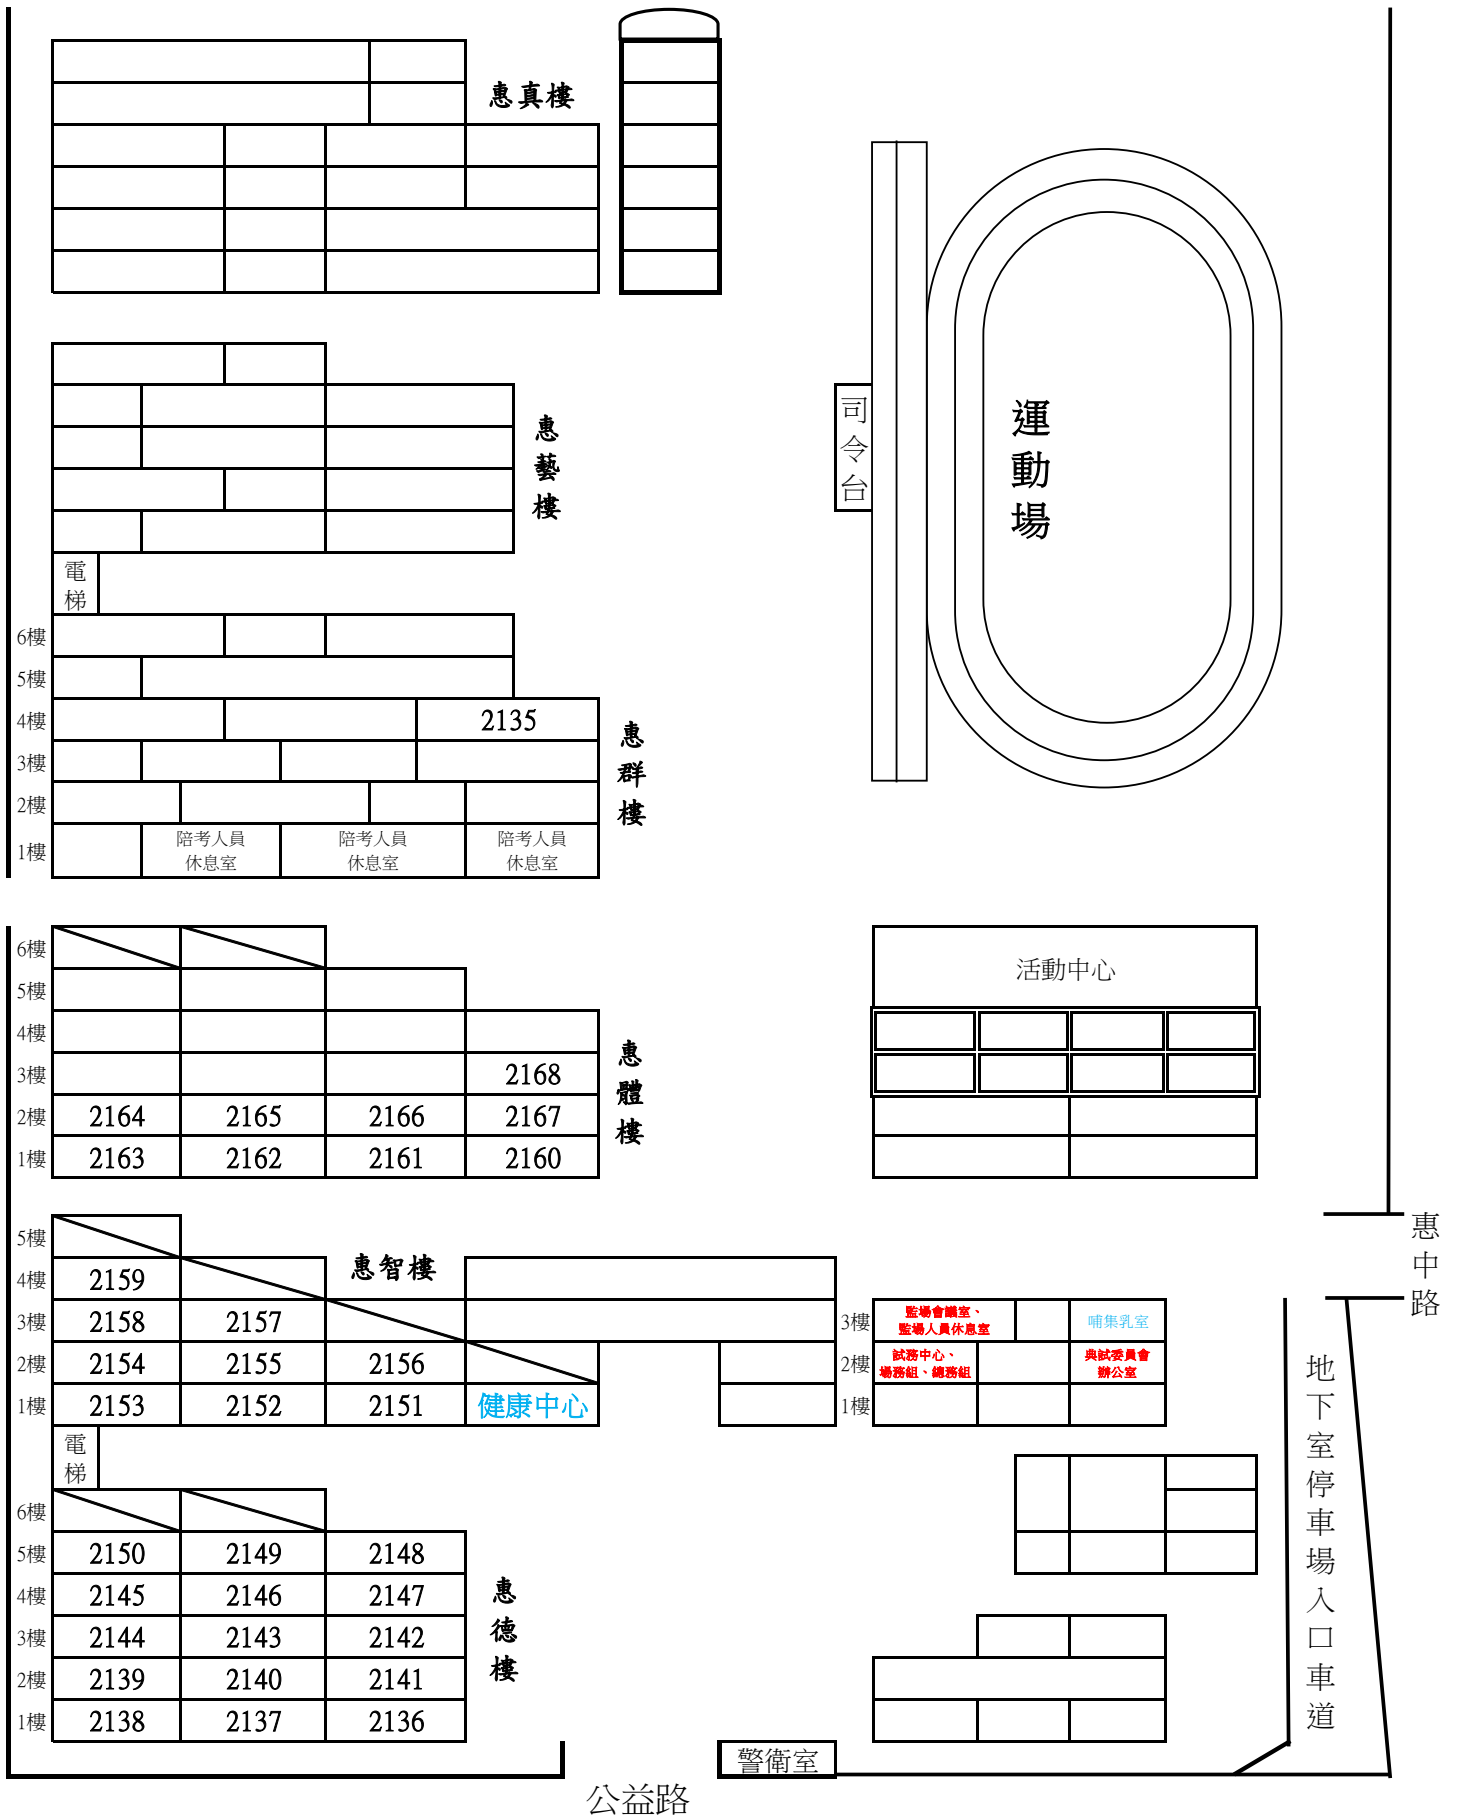 惠真樓
惠藝樓
司令台
運動場
電梯
6樓
5樓
4樓 2135
3樓
2樓
惠群樓
1樓 陪考人員 陪考人員 陪考人員
休息室 休息室 休息室
6樓
5樓
4樓
3樓 2168
2樓 2164 2165 2166 2167
1樓 2163 2162 2161 2160
惠體樓
活動中心
惠中路
5樓
惠智樓
4樓 2159
3樓 2158 2157
2樓 2154 2155 2156
1樓 2153 2152 2151 健康中心
3樓 監場會議室、 哺集乳室
監場人員休息室
2樓 試務中心、 典試委員會
場務組、總務組 辦公室
1樓
地下室停車場入口車道
電梯
6樓
5樓 2150 2149 2148
4樓 2145 2146 2147
3樓 2144 2143 2142
2樓 2139 2140 2141
1樓 2138 2137 2136
惠德樓
警衛室
公益路